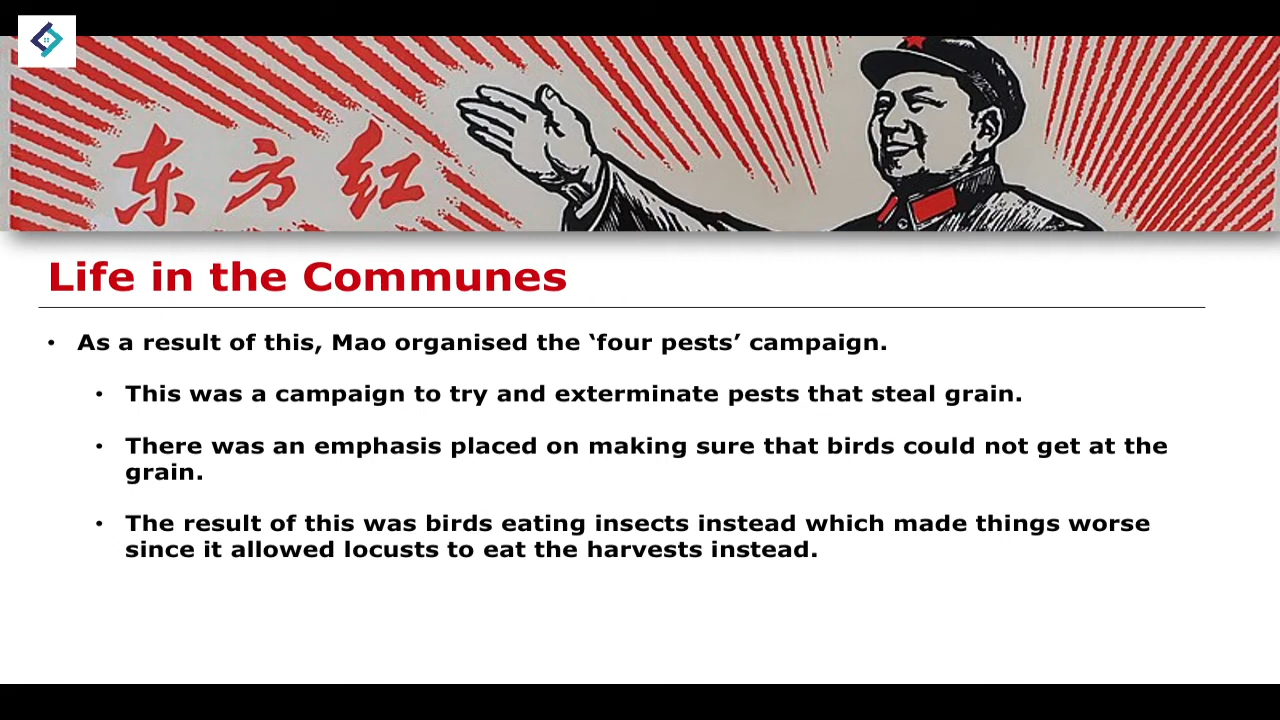 东方红
Life in the Communes
• As a result of this, Mao organised the ‘four pests’ campaign.
• This was a campaign to try and exterminate pests that steal grain.
• There was an emphasis placed on making sure that birds could not get at the
grain.
• The result of this was birds eating insects instead which made things worse
since it allowed locusts to eat the harvests instead.